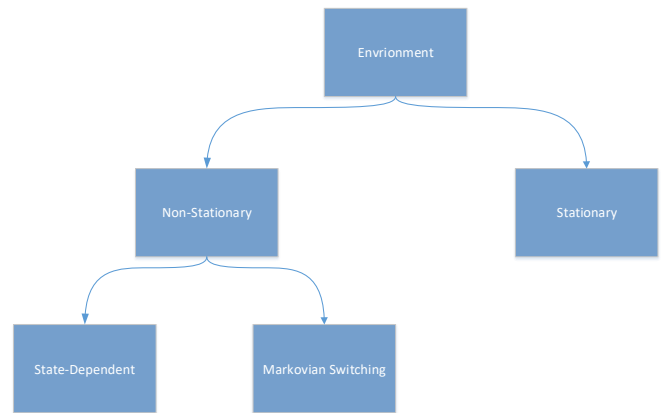 Envrionment
Non-Stationary
Stationary
State-Dependent
Markovian Switching